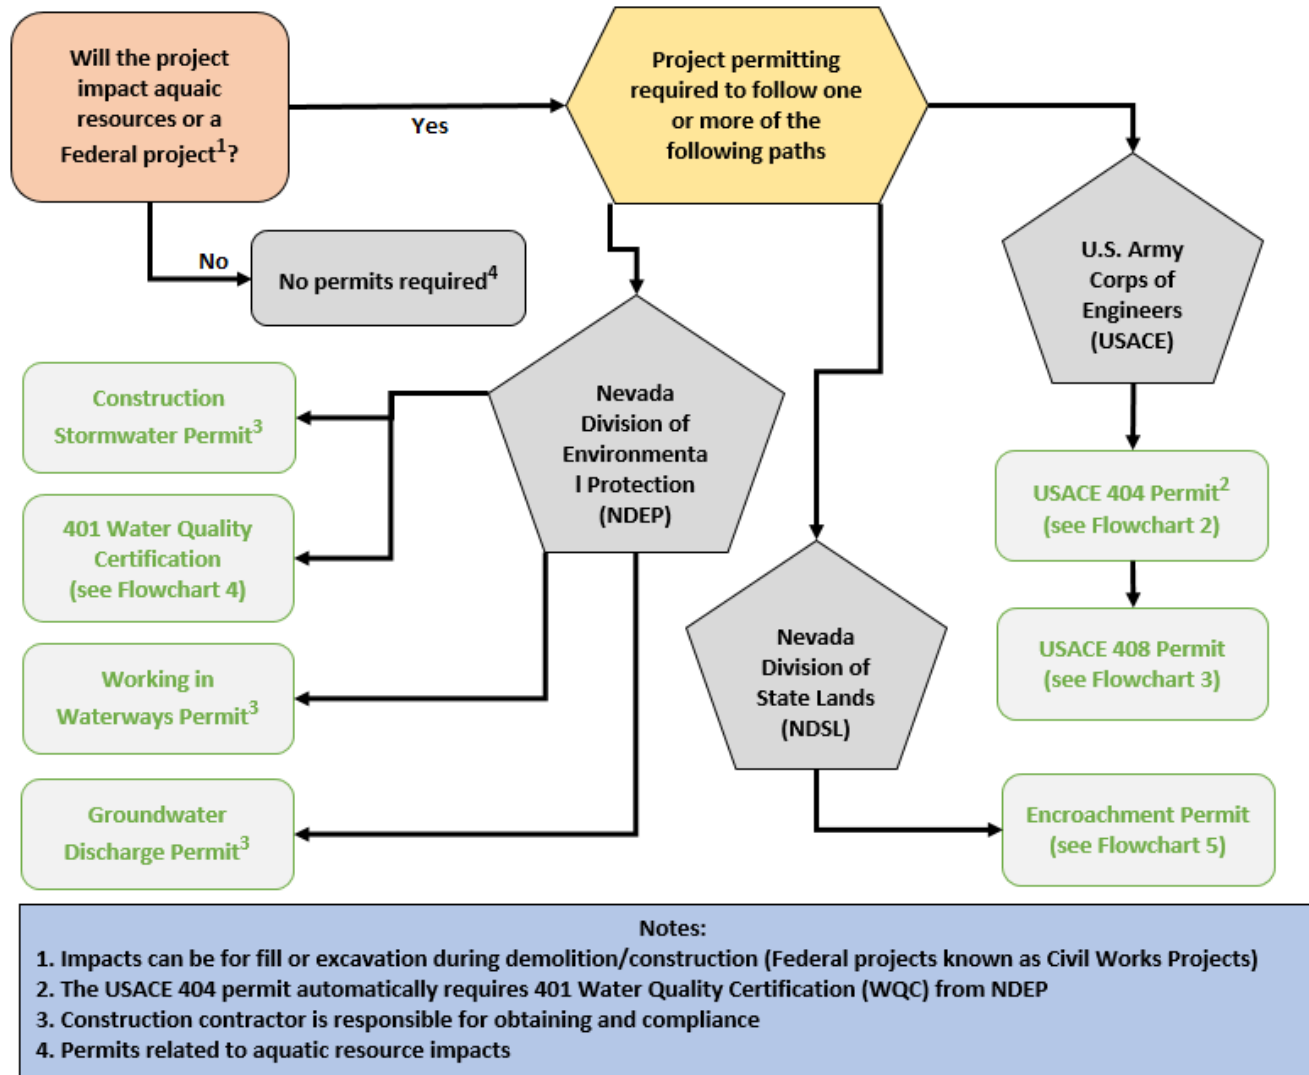 Will the project
impact aquaic
resources or a
Federal project¹?
Yes
No
No permits required⁴
Project permitting
required to follow one
or more of the
following paths
Nevada
Division of
Environmenta
l Protection
(NDEP)
Construction
Stormwater Permit³
401 Water Quality
Certification
(see Flowchart 4)
Working in
Waterways Permit³
Groundwater
Discharge Permit³
Nevada
Division of
State Lands
(NDSL)
Encroachment Permit
(see Flowchart 5)
U.S. Army
Corps of
Engineers
(USACE)
USACE 404 Permit²
(see Flowchart 2)
USACE 408 Permit
(see Flowchart 3)
Notes:
1. Impacts can be for fill or excavation during demolition/construction (Federal projects known as Civil Works Projects)
2. The USACE 404 permit automatically requires 401 Water Quality Certification (WQC) from NDEP
3. Construction contractor is responsible for obtaining and compliance
4. Permits related to aquatic resource impacts